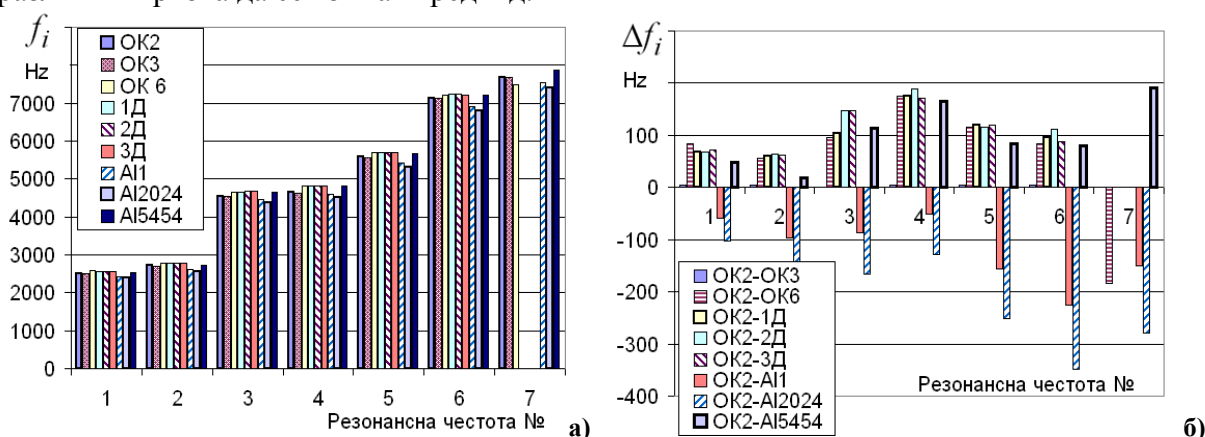 f_i
Hz
7000
6000
5000
4000
3000
2000
1000
0
ОК2
ОК3
ОК 6
1Д
2Д
3Д
Al1
Al2024
Al5454
1 2 3 4 5 6 7
Резонансна честота №
а)
Δf_i
Hz
100
0
-100
-200
-300
-400
1 2 3 4 5 6 7
ОК2-ОК3
ОК2-ОК6
ОК2-1Д
ОК2-2Д
ОК2-3Д
ОК2-Al1
ОК2-Al2024
ОК2-Al5454
Резонансна честота №
б)